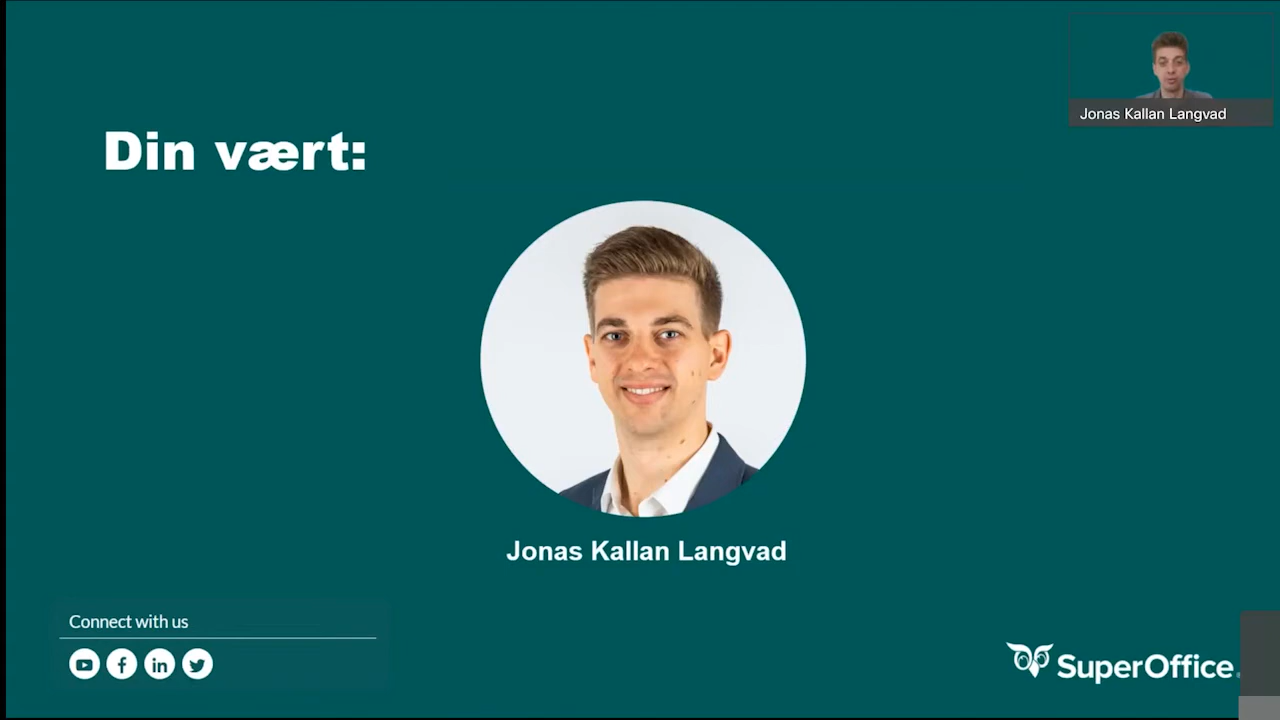 Jonas Kallan Langvad
Din vært:
Jonas Kallan Langvad
Connect with us
SuperOffice.